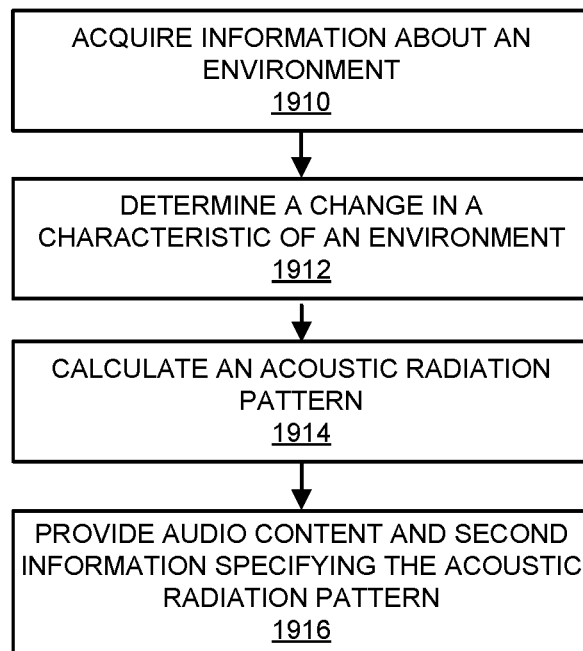 ACQUIRE INFORMATION ABOUT AN
ENVIRONMENT
1910
DETERMINE A CHANGE IN A
CHARACTERISTIC OF AN ENVIRONMENT
1912
CALCULATE AN ACOUSTIC RADIATION
PATTERN
1914
PROVIDE AUDIO CONTENT AND SECOND
INFORMATION SPECIFYING THE ACOUSTIC
RADIATION PATTERN
1916